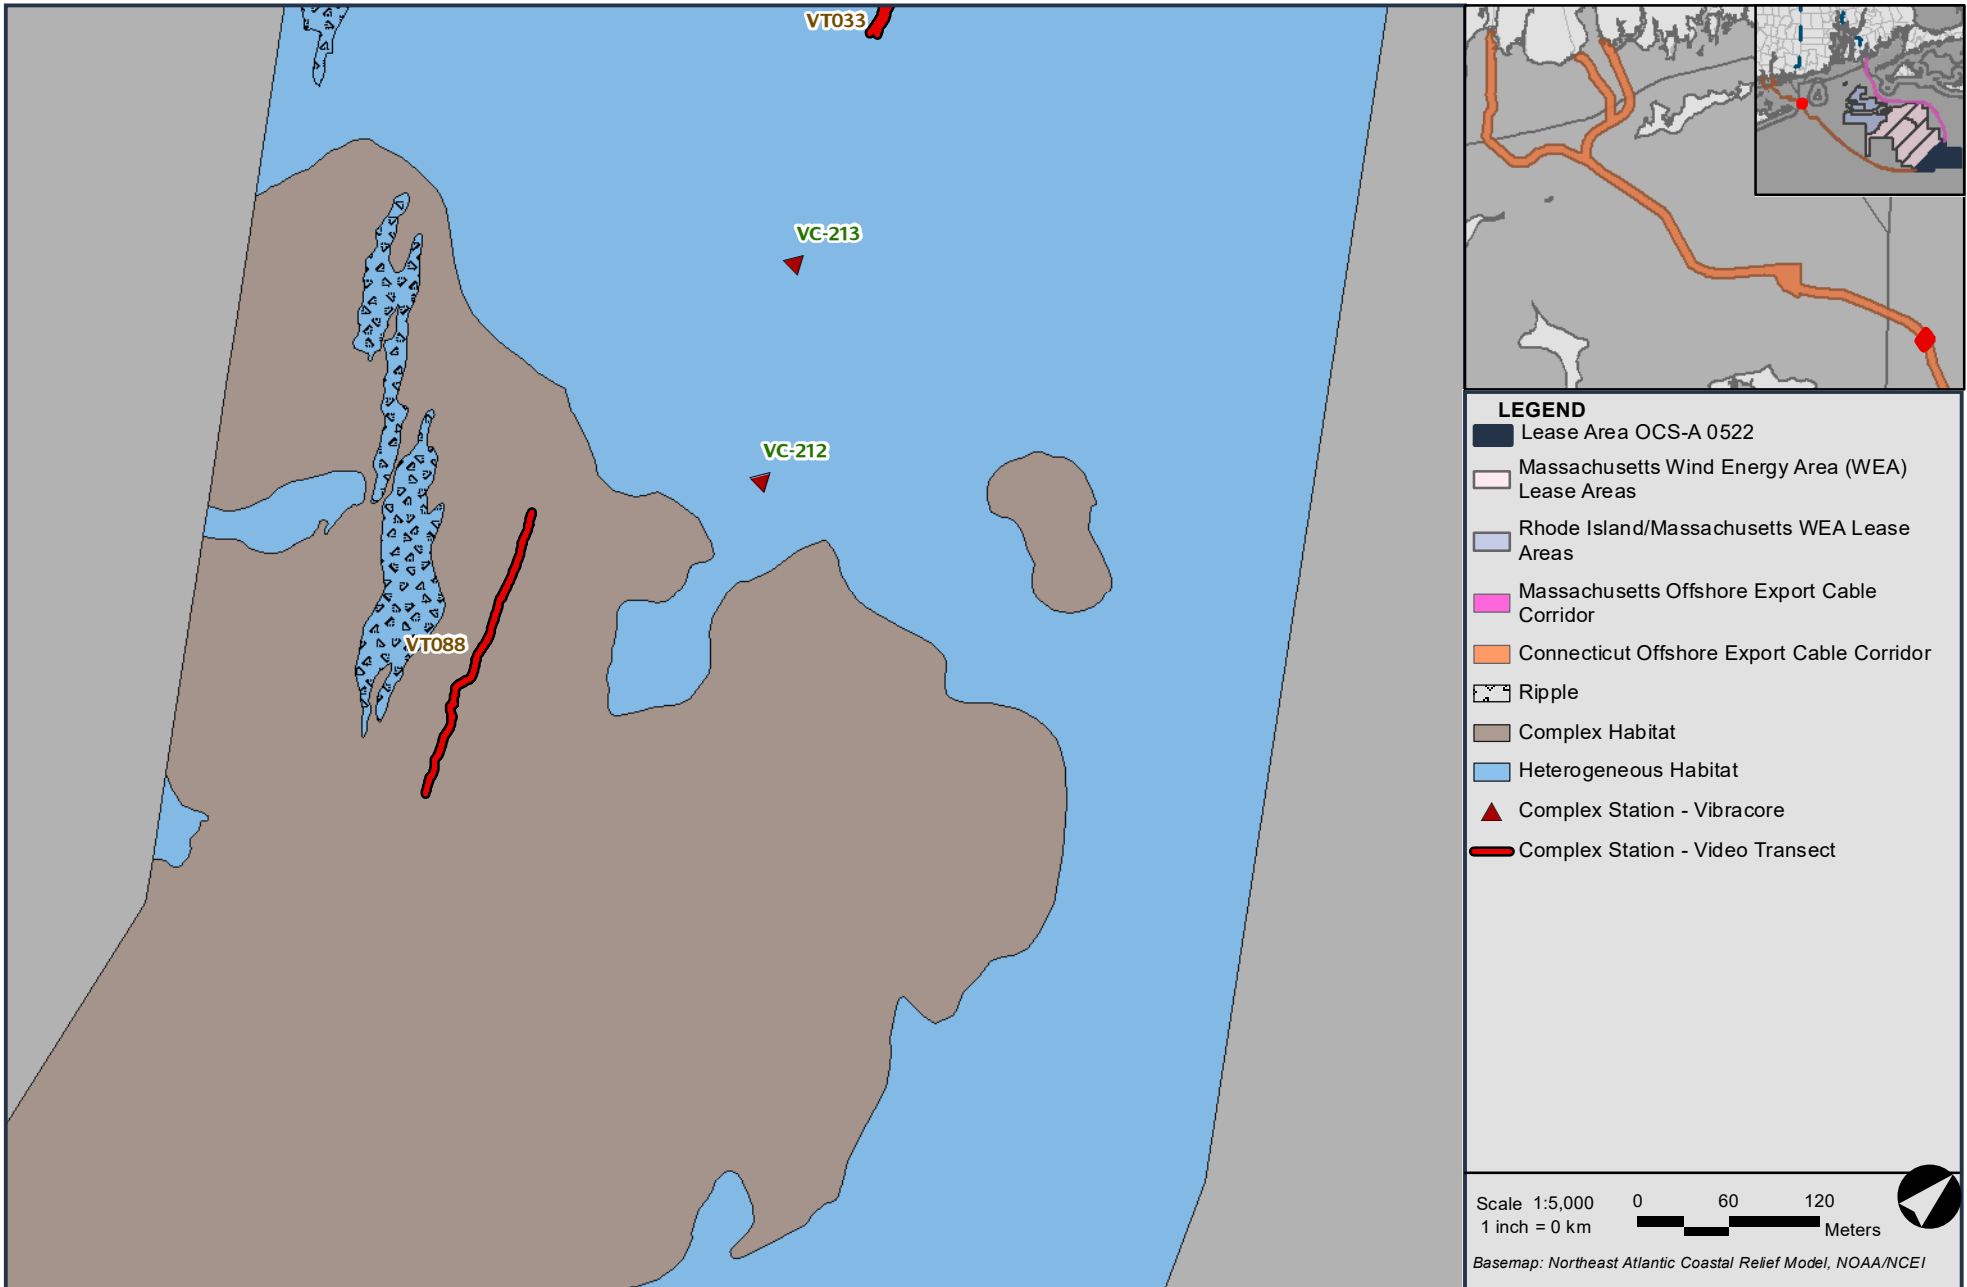 VT033
VC-213
VC-212
VT088
LEGEND
Lease Area OCS-A 0522
Massachusetts Wind Energy Area (WEA)
Lease Areas
Rhode Island/Massachusetts WEA Lease
Areas
Massachusetts Offshore Export Cable
Corridor
Connecticut Offshore Export Cable Corridor
Ripple
Complex Habitat
Heterogeneous Habitat
Complex Station - Vibracore
Complex Station - Video Transect
Scale 1:5,000
1 inch = 0 km
0 60 120
Meters
Basemap: Northeast Atlantic Coastal Relief Model, NOAA/NCEI